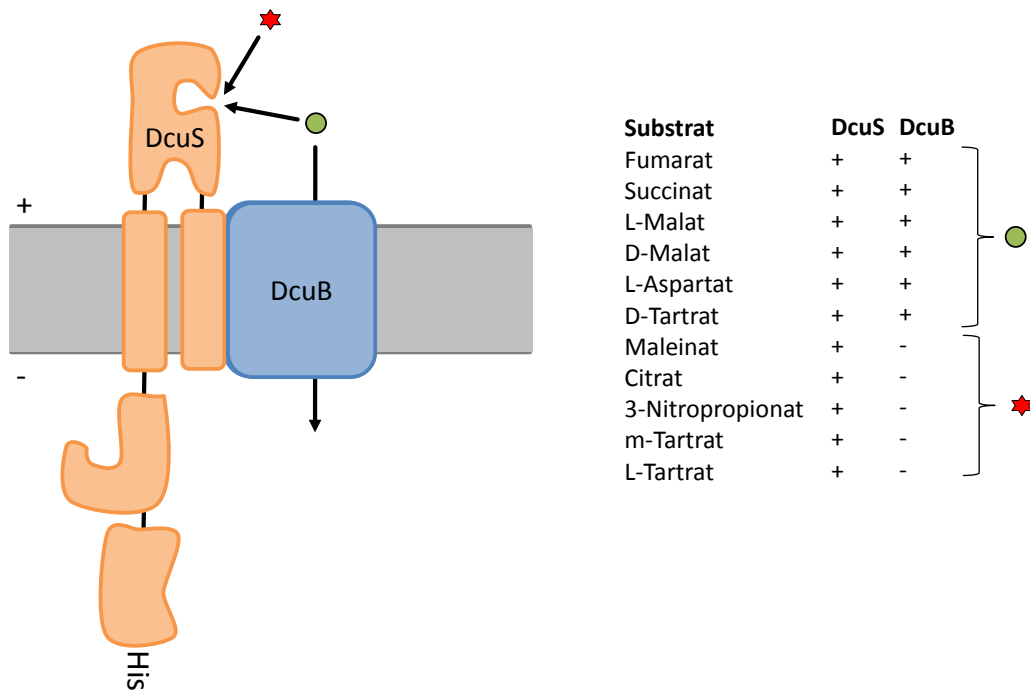 DcuS
+
-
DcuB
His
Substrat DcuS DcuB
Fumarat + +
Succinat + +
L-Malat + +
D-Malat + +
L-Aspartat + +
D-Tartrat + +
Maleinat + -
Citrat + -
3-Nitropropionat + -
m-Tartrat + -
L-Tartrat + -